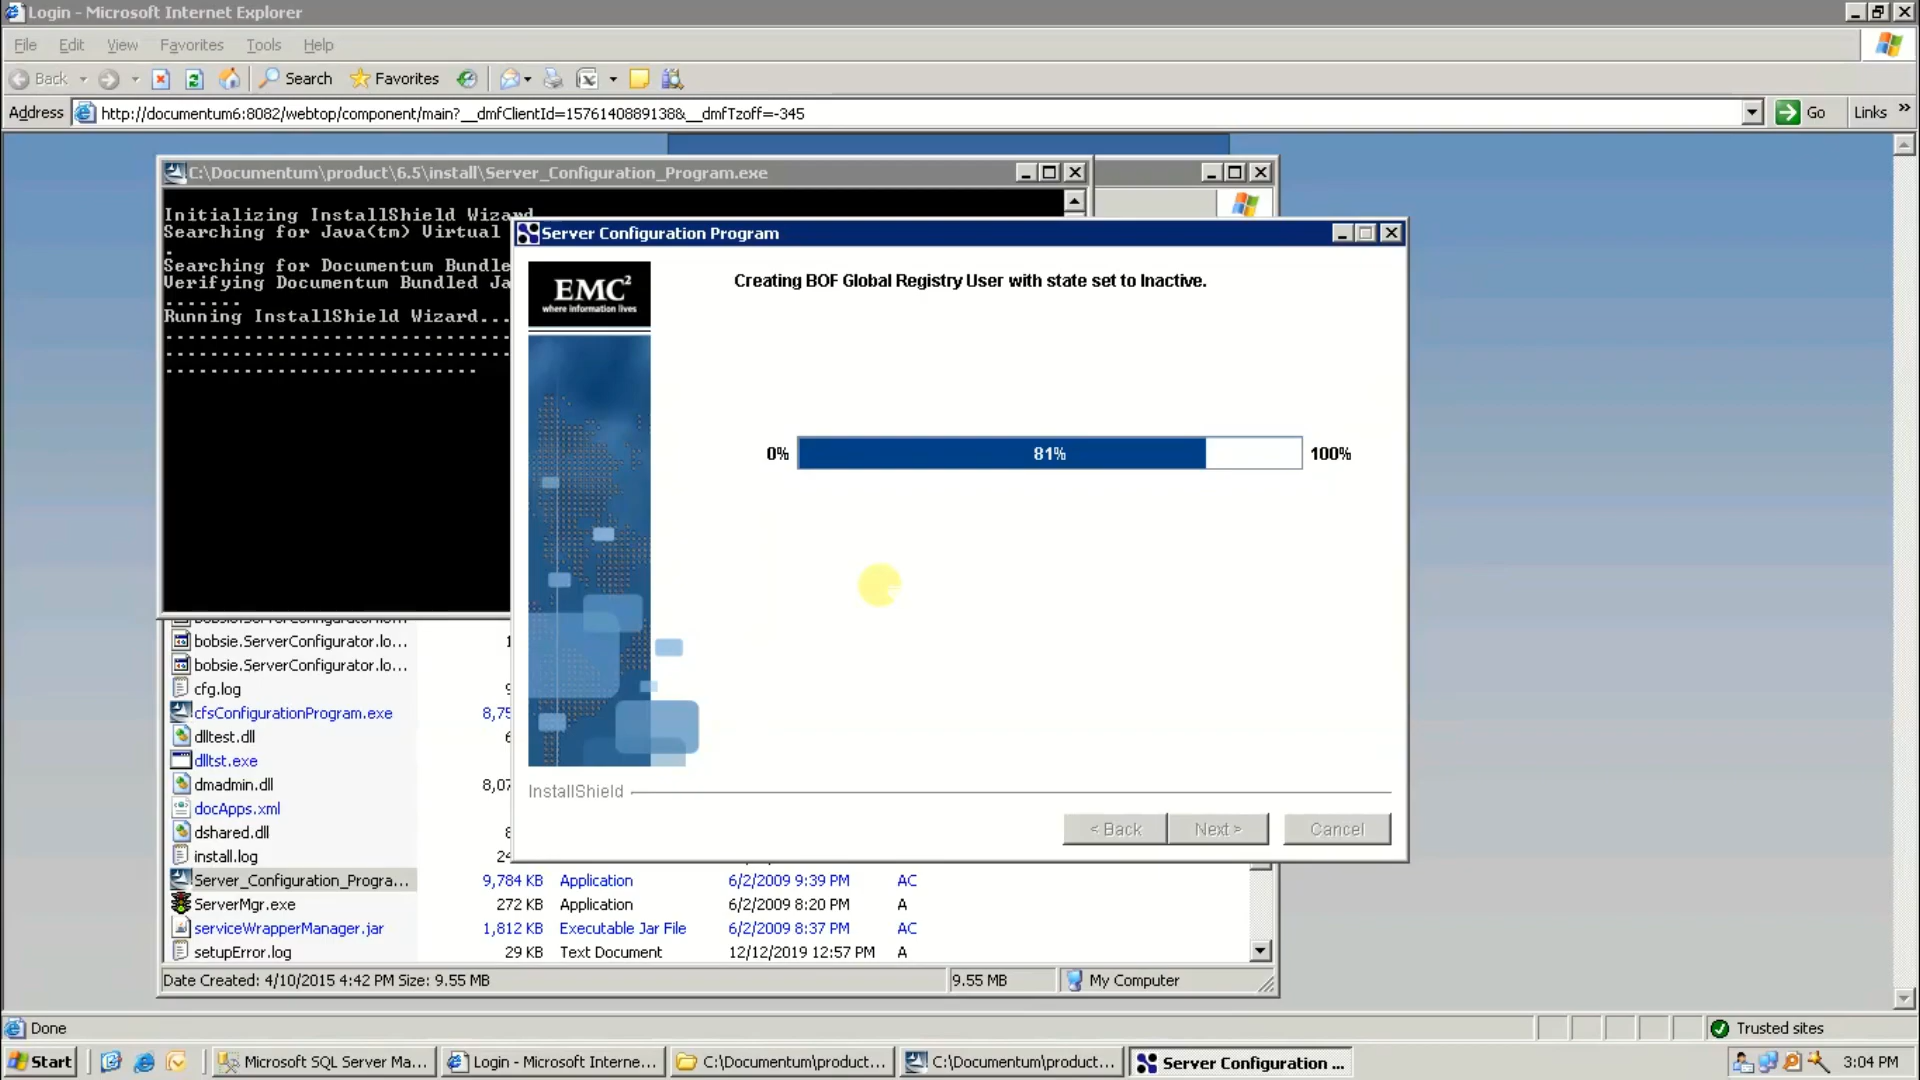 Login - Microsoft Internet Explorer
File Edit View Favorites Tools Help
Back Search Favorites
Address http://documentum6:8082/webtop/component/main?__dmfClientId=1576140889138&__dmfTzoff=-345 Go Links »
C:\Documentum\product\6.5\install\Server_Configuration_Program.exe
Initializing InstallShield Wizard
Searching for Java(tm) Virtual
.
Searching for Documentum Bundle
Verifying Documentum Bundled Ja
.......
Running InstallShield Wizard...
Server Configuration Program
EMC²
where information lives
Creating BOF Global Registry User with state set to Inactive.
0% 81% 100%
InstallShield
< Back Next > Cancel
bobsie.ServerConfigurator.lo...
bobsie.ServerConfigurator.lo...
cfg.log
cfsConfigurationProgram.exe 8,75
dlltest.dll
dlltst.exe
dmadmin.dll 8,07
docApps.xml
dshared.dll
install.log 24
Server_Configuration_Progra... 9,784 KB Application 6/2/2009 9:39 PM AC
ServerMgr.exe 272 KB Application 6/2/2009 8:20 PM A
serviceWrapperManager.jar 1,812 KB Executable Jar File 6/2/2009 8:37 PM AC
setupError.log 29 KB Text Document 12/12/2019 12:57 PM A
Date Created: 4/10/2015 4:42 PM Size: 9.55 MB 9.55 MB My Computer
Done Trusted sites
Start Microsoft SQL Server Ma... Login - Microsoft Interne... C:\Documentum\product... C:\Documentum\product... Server Configuration ... 3:04 PM